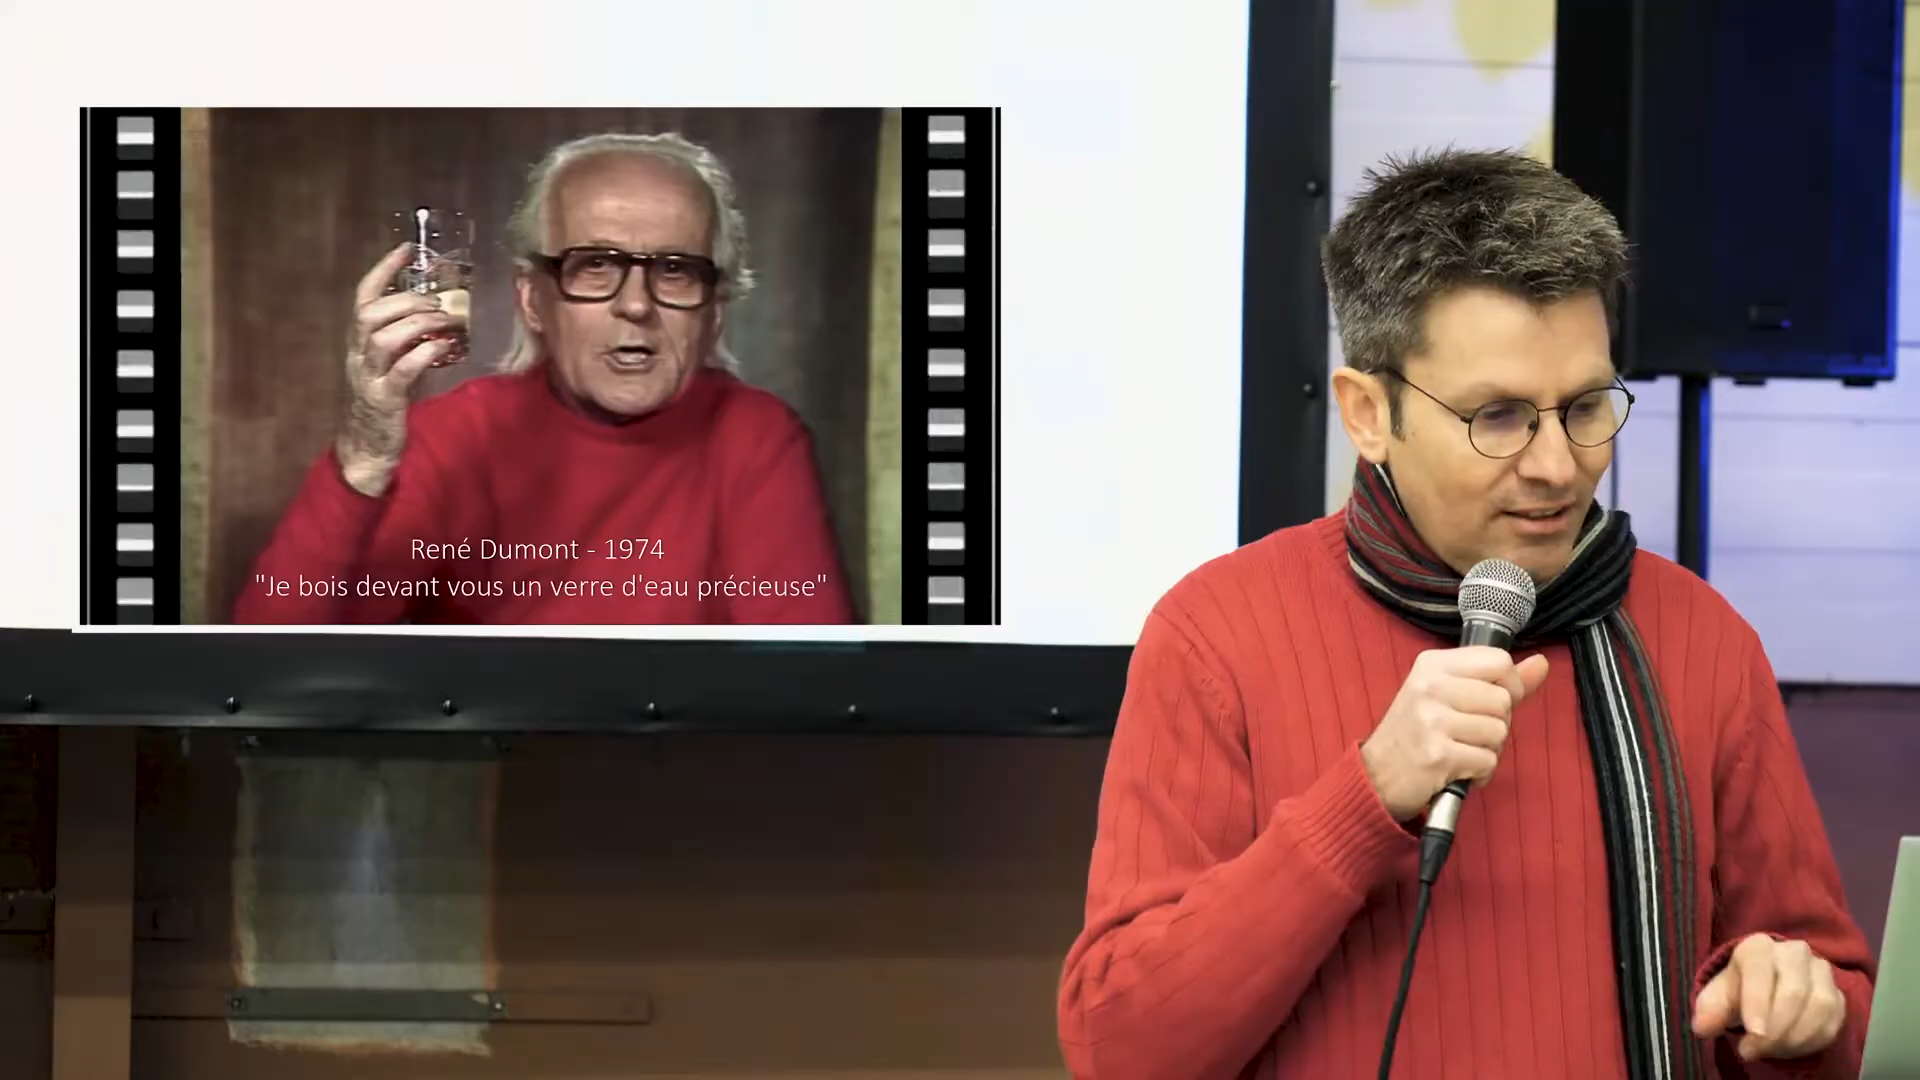 René Dumont - 1974
"Je bois devant vous un verre d'eau précieuse"